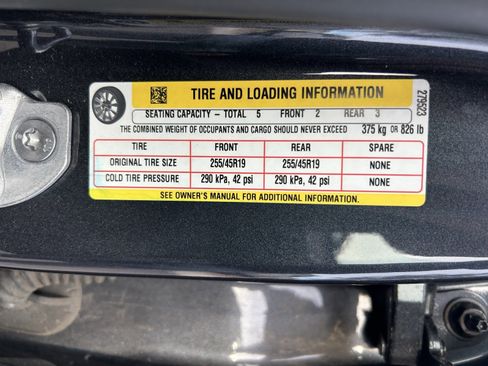 TIRE AND LOADING INFORMATION
SEATING CAPACITY - TOTAL 5 FRONT 2 REAR 3
THE COMBINED WEIGHT OF OCCUPANTS AND CARGO SHOULD NEVER EXCEED 375 kg OR 826 lb
TIRE FRONT REAR SPARE
ORIGINAL TIRE SIZE 255/45R19 255/45R19 NONE
COLD TIRE PRESSURE 290 kPa, 42 psi 290 kPa, 42 psi NONE
SEE OWNER'S MANUAL FOR ADDITIONAL INFORMATION.
279523